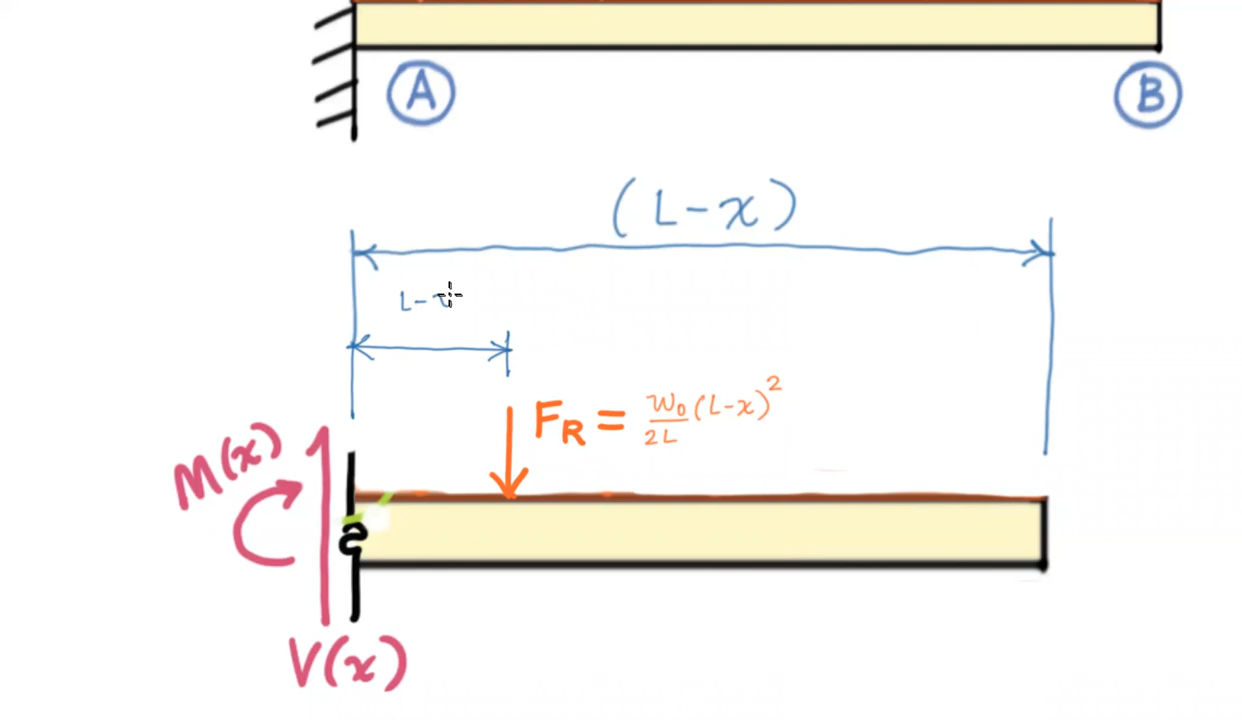 A
B
(L-x)
L-
F_R = w_0/2L (L-x)^2
M(x)
V(x)